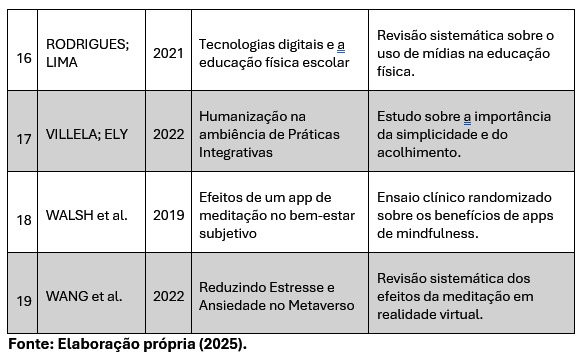 16 RODRIGUES; LIMA 2021 Tecnologias digitais e a educação física escolar Revisão sistemática sobre o uso de mídias na educação física.
17 VILLELA; ELY 2022 Humanização na ambiência de Práticas Integrativas Estudo sobre a importância da simplicidade e do acolhimento.
18 WALSH et al. 2019 Efeitos de um app de meditação no bem-estar subjetivo Ensaio clínico randomizado sobre os benefícios de apps de mindfulness.
19 WANG et al. 2022 Reduzindo Estresse e Ansiedade no Metaverso Revisão sistemática dos efeitos da meditação em realidade virtual.
Fonte: Elaboração própria (2025).